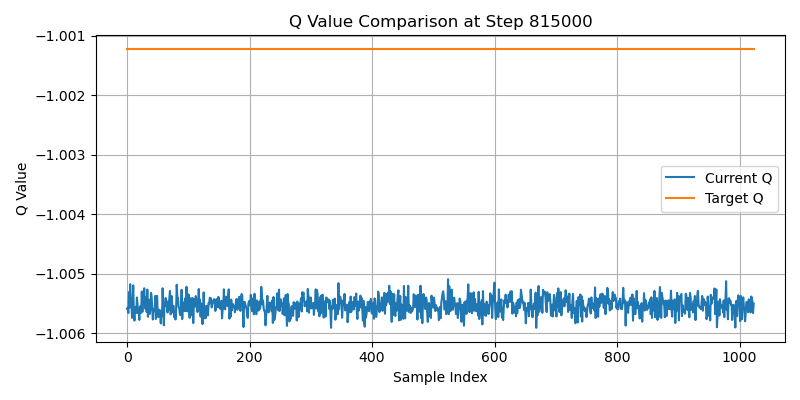 Q Value Comparison at Step 815000
−1.001
−1.002
−1.003
−1.004
−1.005
−1.006
Q Value
Current Q
Target Q
0
200
400
600
800
1000
Sample Index